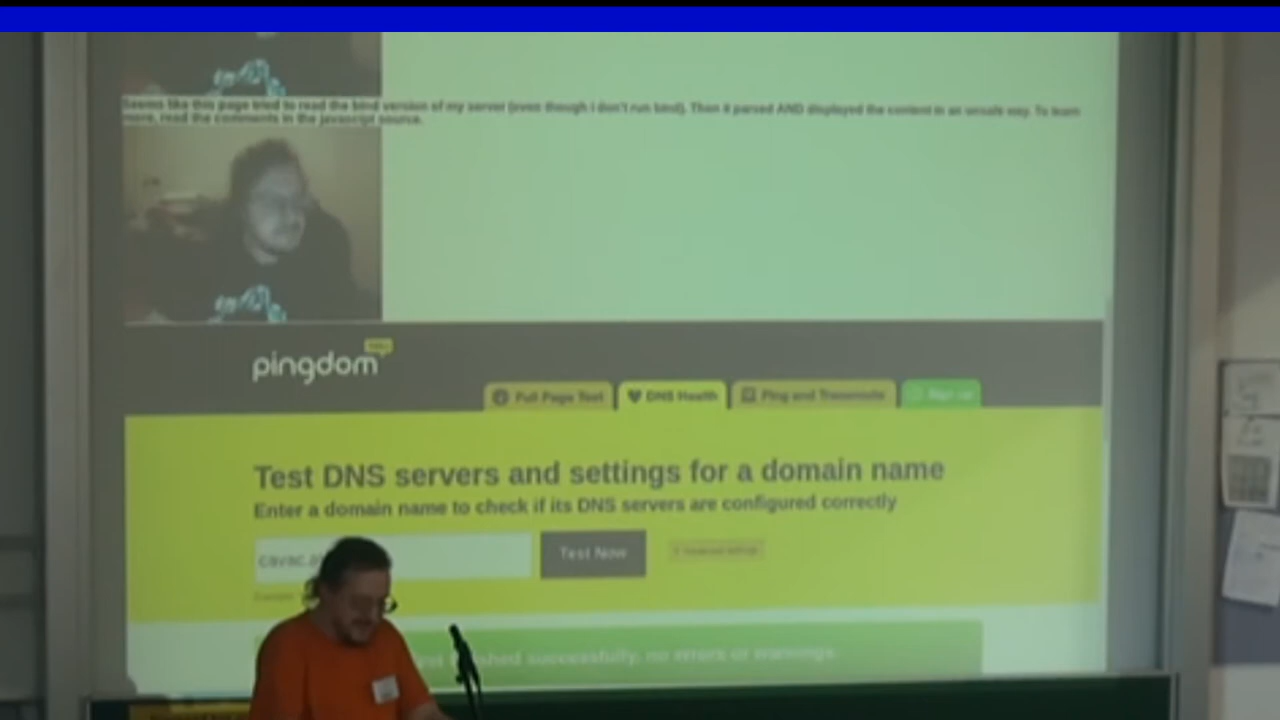 Seems like this page tried to read the bind version of my server (even though I don't run bind). Then it parsed AND displayed the content in an unsafe way. To learn
more, read the comments in the javascript source.
pingdom
Full Page Test
DNS Health
Ping and Traceroute
Sign up
Test DNS servers and settings for a domain name
Enter a domain name to check if its DNS servers are configured correctly
cavac.
Test Now
successfully, no errors or warnings.